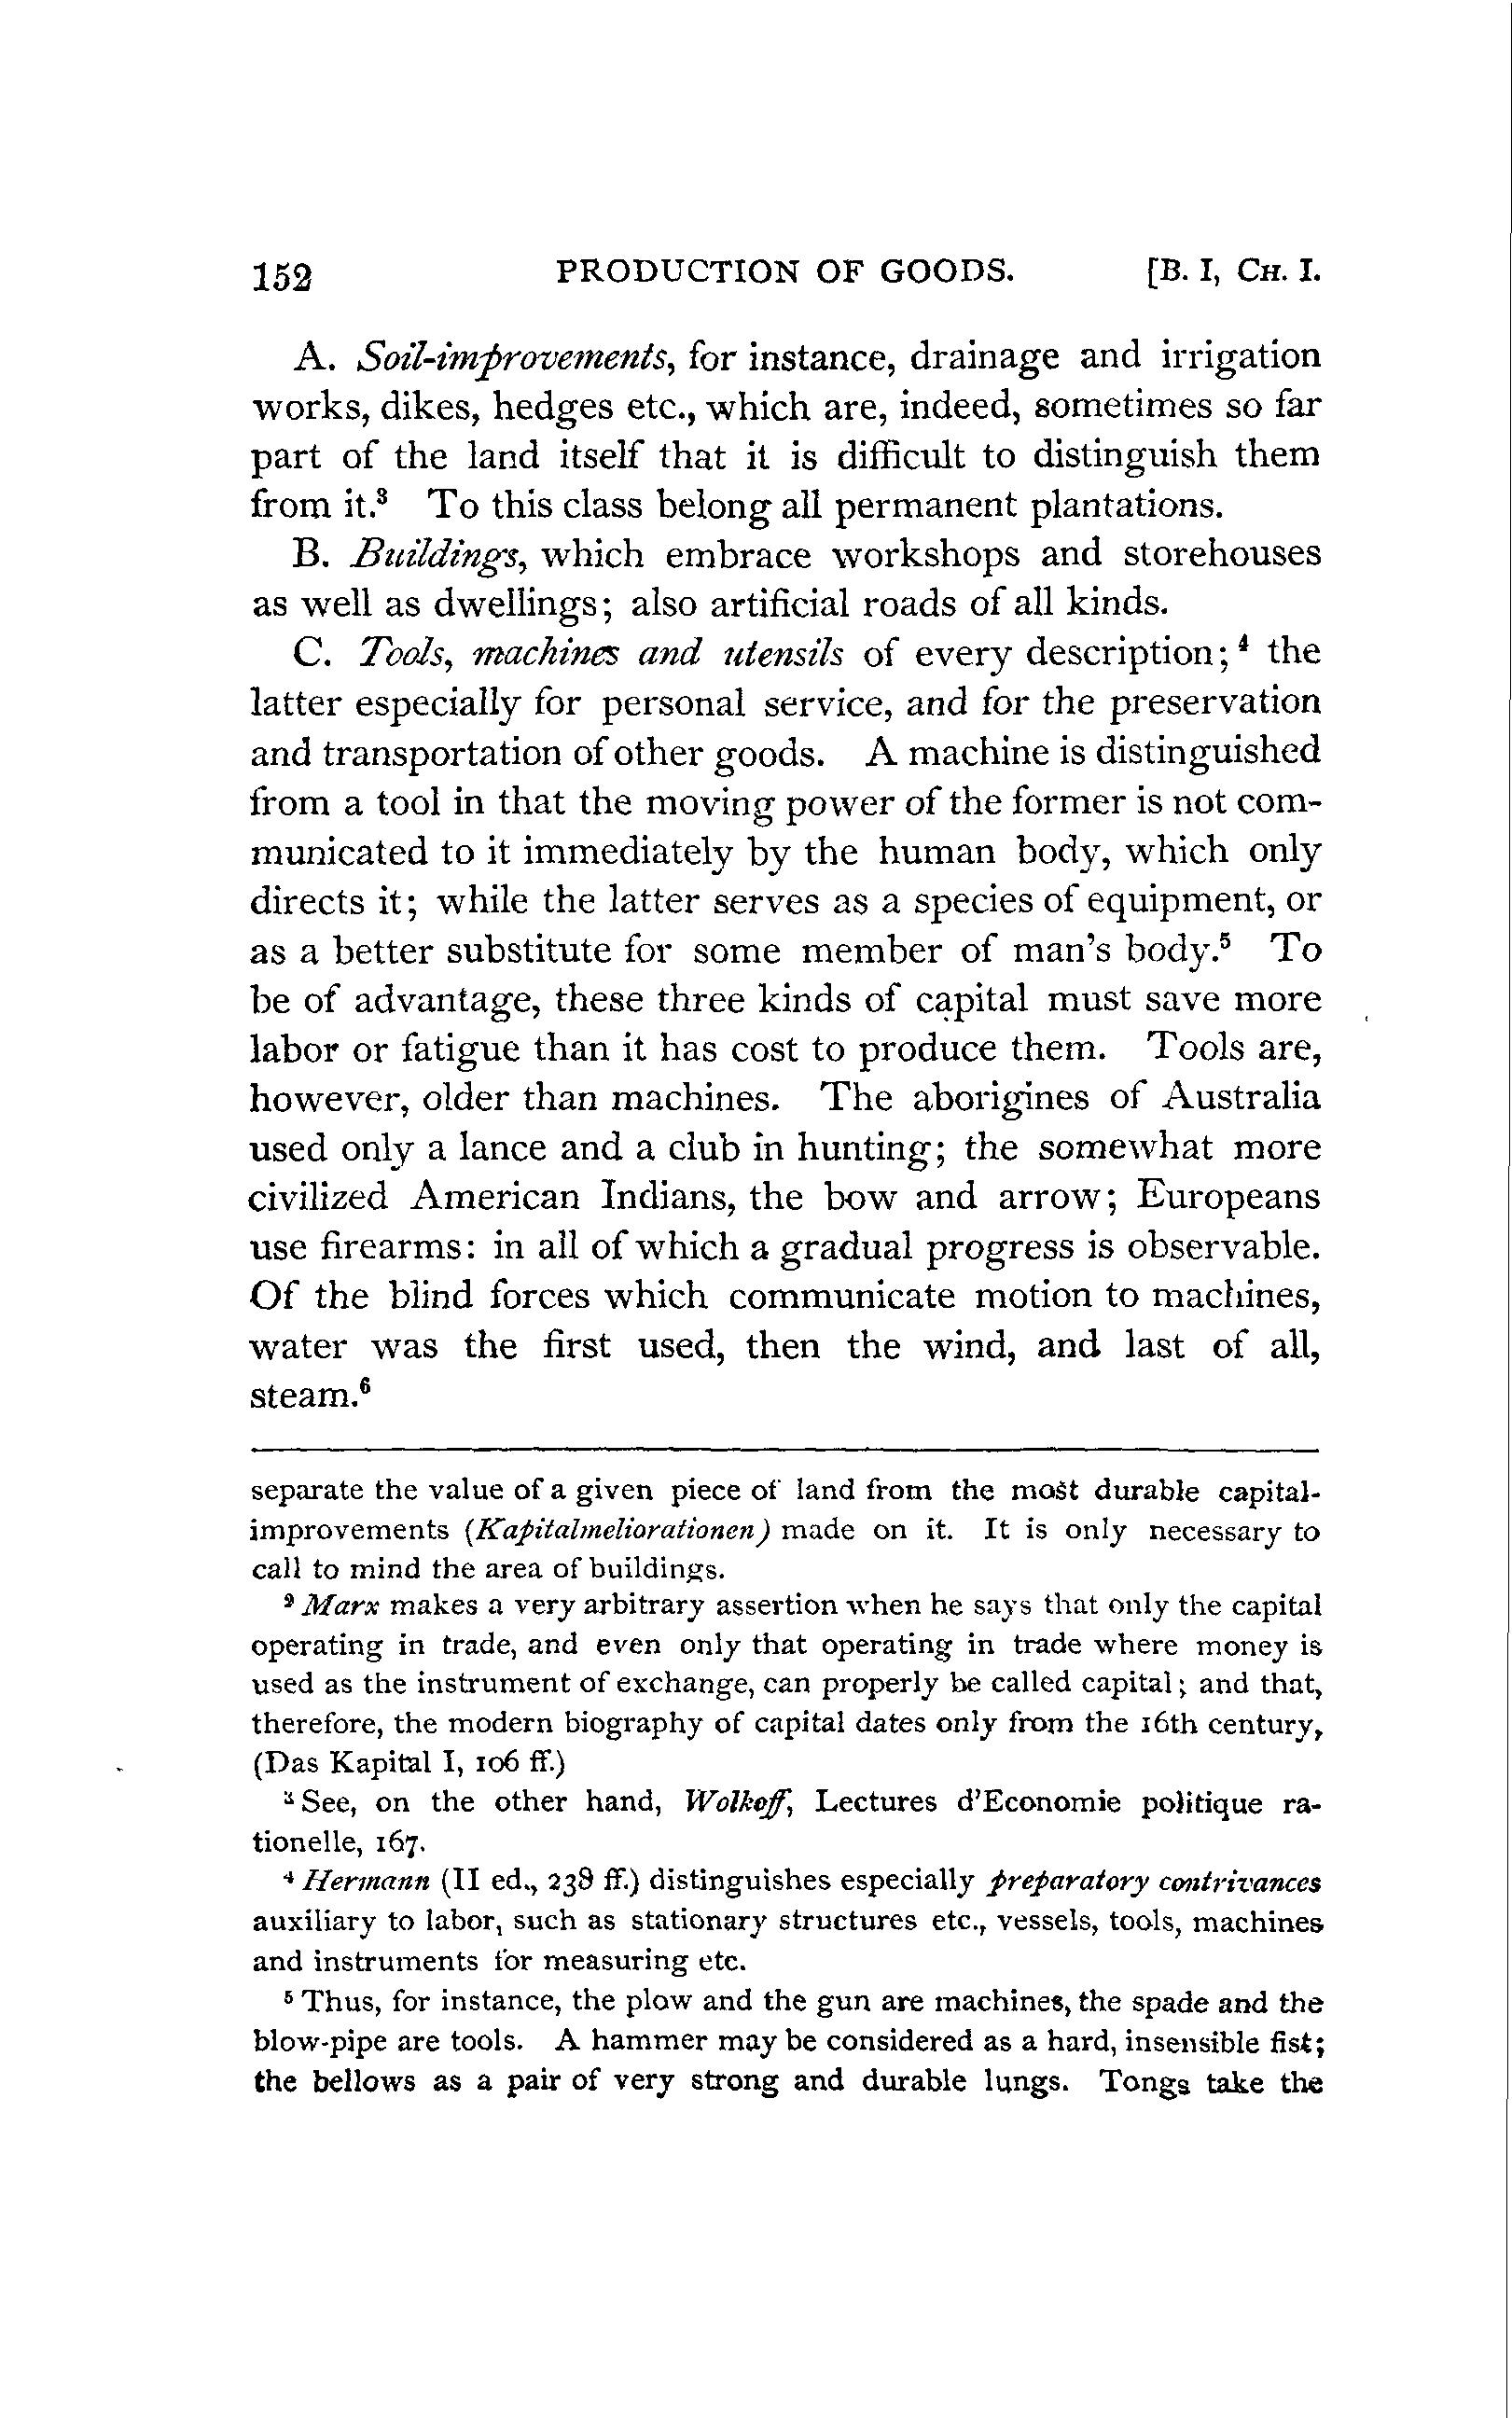 152 PRODUCTION OF GOODS. [B. I, CH. I.
A. Soil-improvements, for instance, drainage and irrigation
works, dikes, hedges etc., which are, indeed, sometimes so far
part of the land itself that it is difficult to distinguish them
from it.³ To this class belong all permanent plantations.
B. Buildings, which embrace workshops and storehouses
as well as dwellings; also artificial roads of all kinds.
C. Tools, machines and utensils of every description; ⁴ the
latter especially for personal service, and for the preservation
and transportation of other goods. A machine is distinguished
from a tool in that the moving power of the former is not com-
municated to it immediately by the human body, which only
directs it; while the latter serves as a species of equipment, or
as a better substitute for some member of man's body.⁵ To
be of advantage, these three kinds of capital must save more
labor or fatigue than it has cost to produce them. Tools are,
however, older than machines. The aborigines of Australia
used only a lance and a club in hunting; the somewhat more
civilized American Indians, the bow and arrow; Europeans
use firearms: in all of which a gradual progress is observable.
Of the blind forces which communicate motion to machines,
water was the first used, then the wind, and last of all,
steam.⁶
separate the value of a given piece of land from the most durable capital-
improvements (Kapitalmeliorationen) made on it. It is only necessary to
call to mind the area of buildings.
² Marx makes a very arbitrary assertion when he says that only the capital
operating in trade, and even only that operating in trade where money is
used as the instrument of exchange, can properly be called capital; and that,
therefore, the modern biography of capital dates only from the 16th century,
(Das Kapital I, 106 ff.)
³ See, on the other hand, Wolkoff, Lectures d'Economie politique ra-
tionelle, 167.
⁴ Hermann (II ed., 238 ff.) distinguishes especially preparatory contrivances
auxiliary to labor, such as stationary structures etc., vessels, tools, machines
and instruments for measuring etc.
⁵ Thus, for instance, the plow and the gun are machines, the spade and the
blow-pipe are tools. A hammer may be considered as a hard, insensible fist;
the bellows as a pair of very strong and durable lungs. Tongs take the